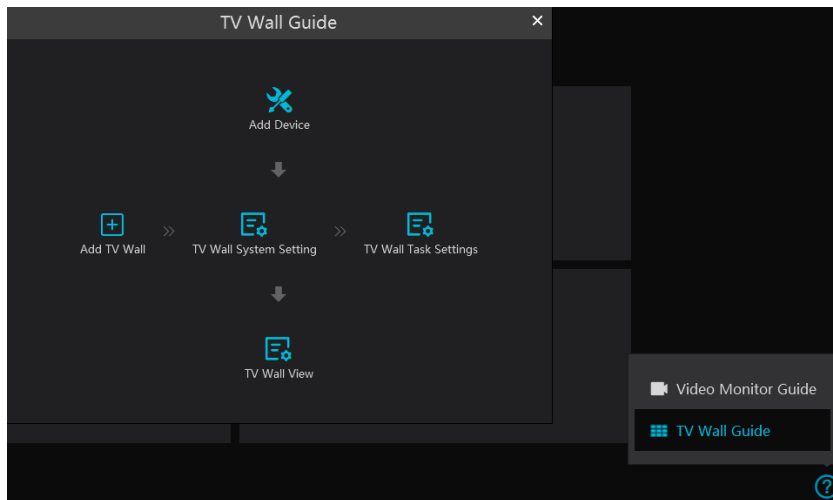 TV Wall Guide
Add Device
Add TV Wall
TV Wall System Setting
TV Wall Task Settings
TV Wall View
Video Monitor Guide
TV Wall Guide